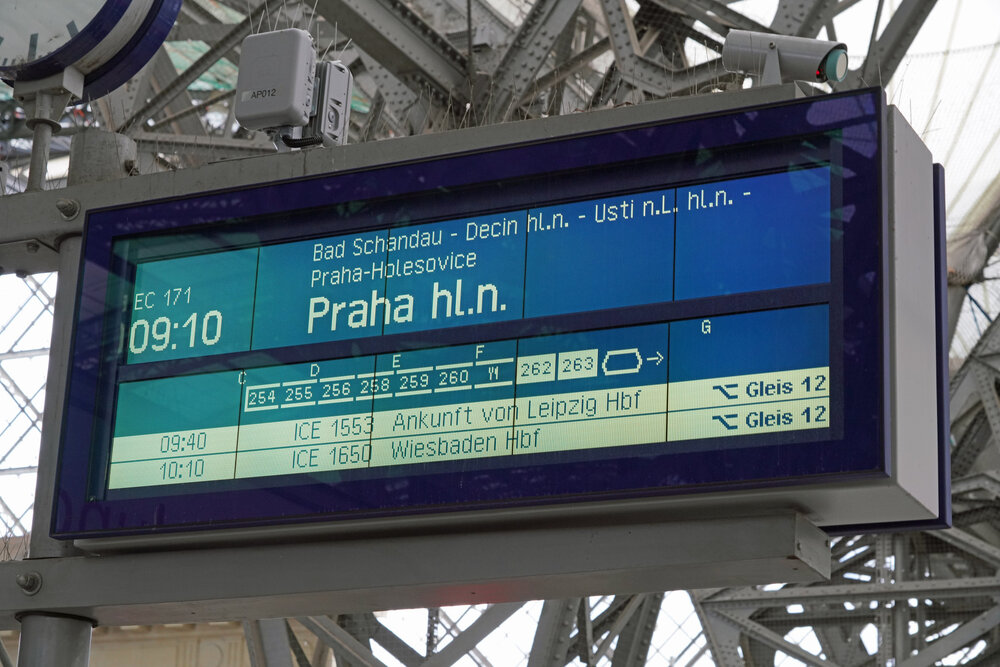 AP012
Bad Schandau - Decin hl.n. - Usti n.L. hl.n. -
Praha-Holesovice
EC 171
09:10 Praha hl.n.
C D E F G
254 255 256 258 259 260 262 263
09:40 ICE 1553 Ankunft von Leipzig Hbf Gleis 12
10:10 ICE 1650 Wiesbaden Hbf Gleis 12